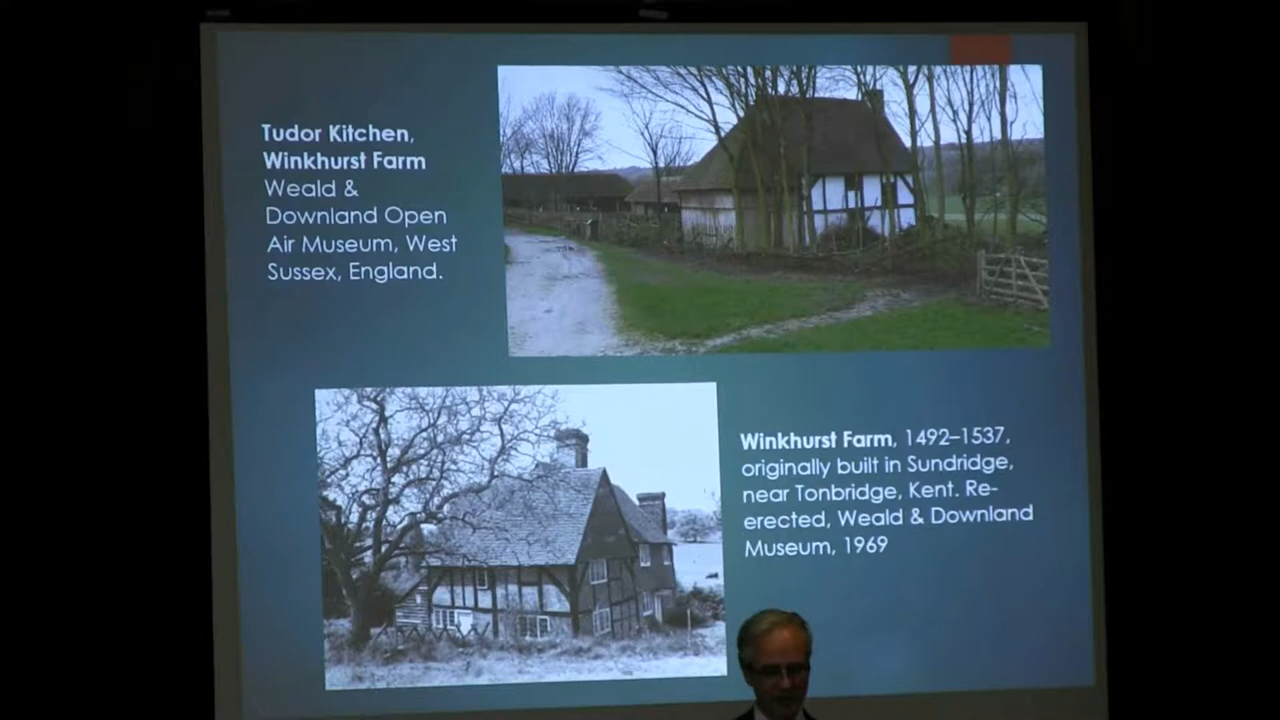 Tudor Kitchen,
Winkhurst Farm
Weald &
Downland Open
Air Museum, West
Sussex, England.
Winkhurst Farm, 1492–1537,
originally built in Sundridge,
near Tonbridge, Kent. Re-
erected, Weald & Downland
Museum, 1969